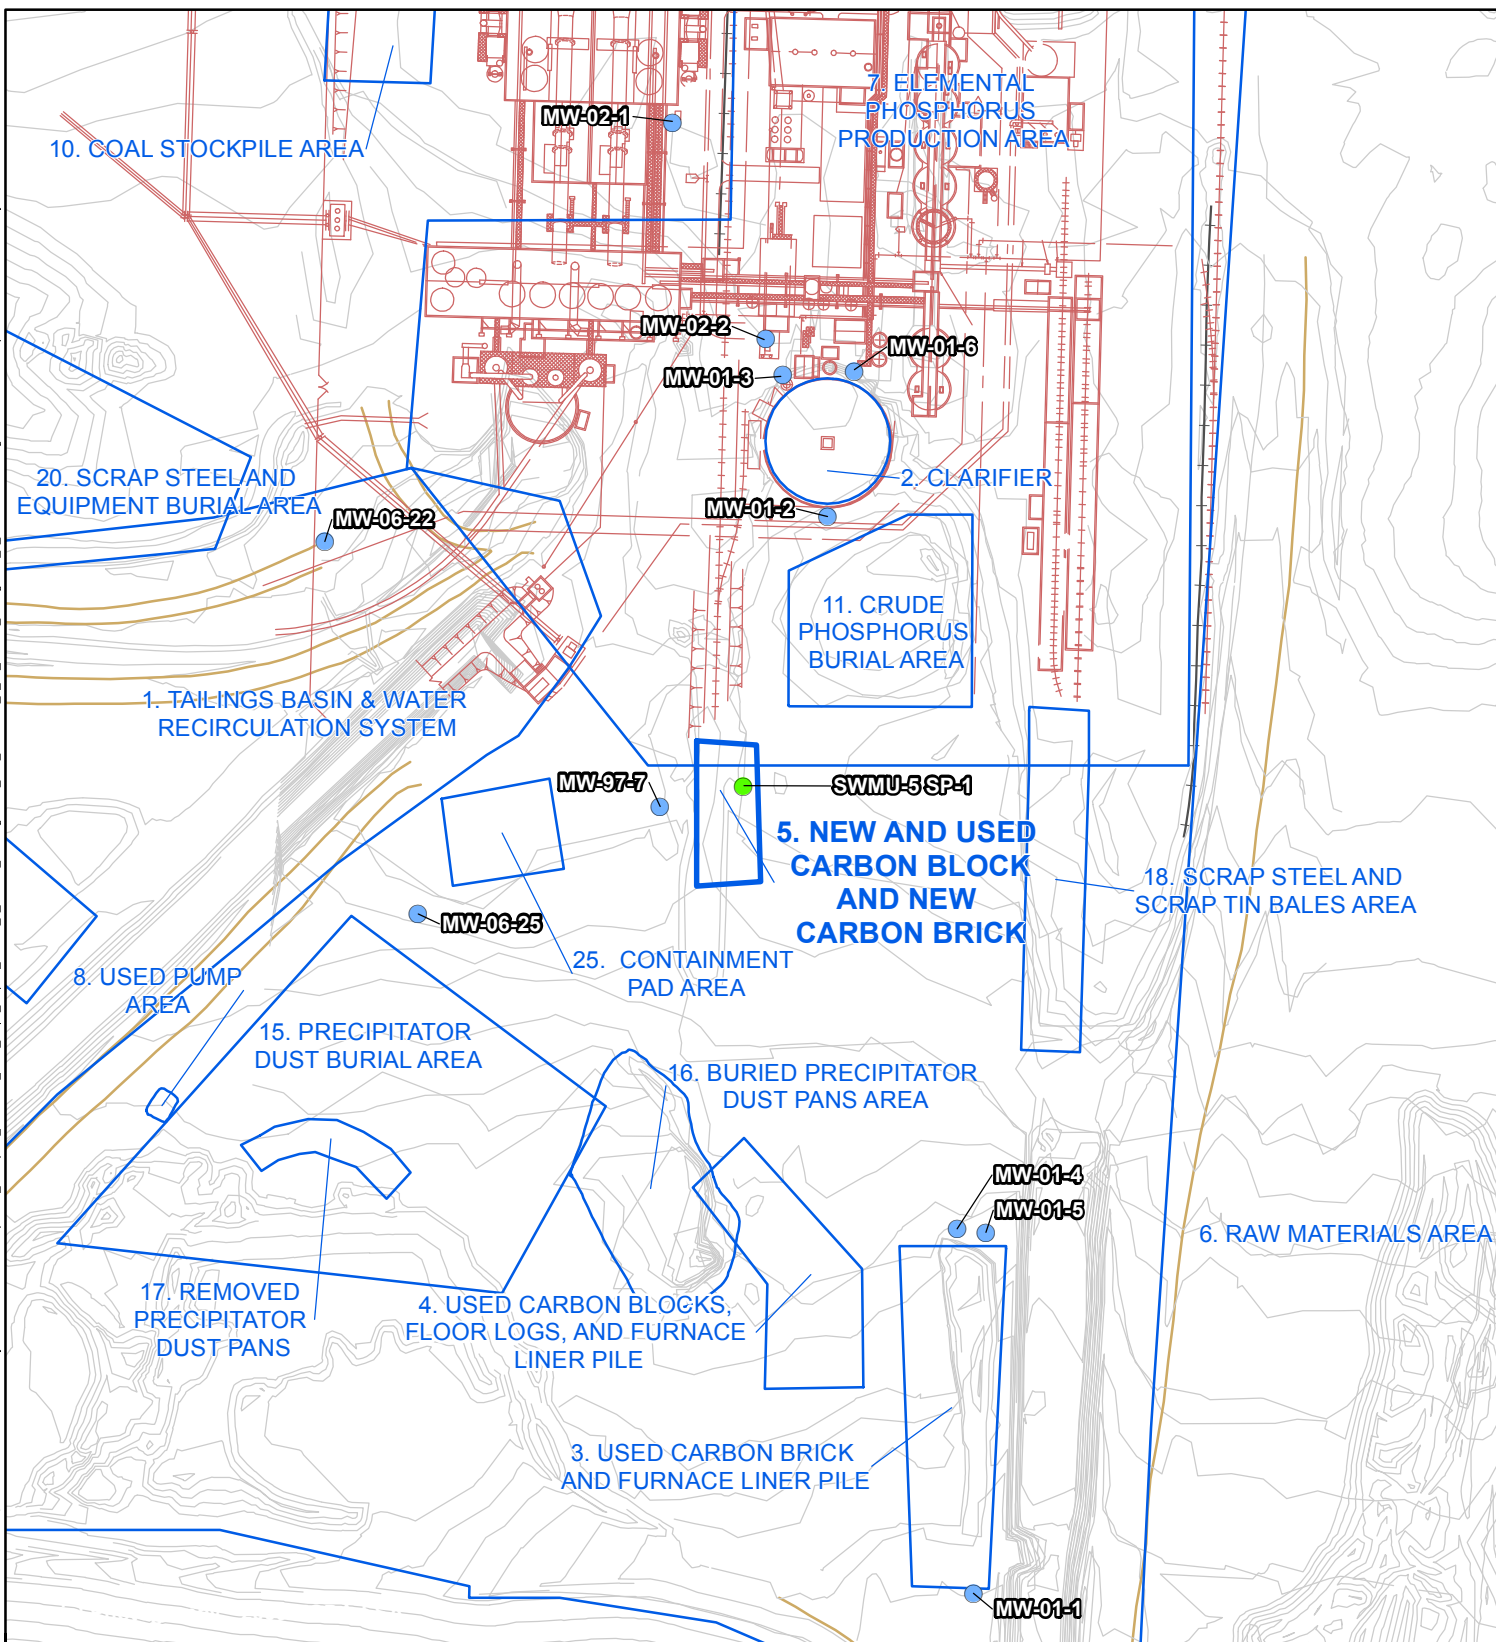 7. ELEMENTAL
PHOSPHORUS
PRODUCTION AREA
MW-02-1
10. COAL STOCKPILE AREA
MW-02-2
MW-01-6
MW-01-3
20. SCRAP STEEL AND
EQUIPMENT BURIAL AREA
2. CLARIFIER
MW-01-2
MW-06-22
11. CRUDE
PHOSPHORUS
BURIAL AREA
1. TAILINGS BASIN & WATER
RECIRCULATION SYSTEM
MW-97-7
SWMU-5 SP-1
5. NEW AND USED
CARBON BLOCK
AND NEW
CARBON BRICK
18. SCRAP STEEL AND
SCRAP TIN BALES AREA
MW-06-25
25. CONTAINMENT
PAD AREA
8. USED PUMP
AREA
15. PRECIPITATOR
DUST BURIAL AREA
16. BURIED PRECIPITATOR
DUST PANS AREA
MW-01-4
MW-01-5
6. RAW MATERIALS AREA
17. REMOVED
PRECIPITATOR
DUST PANS
4. USED CARBON BLOCKS,
FLOOR LOGS, AND FURNACE
LINER PILE
3. USED CARBON BRICK
AND FURNACE LINER PILE
MW-01-1